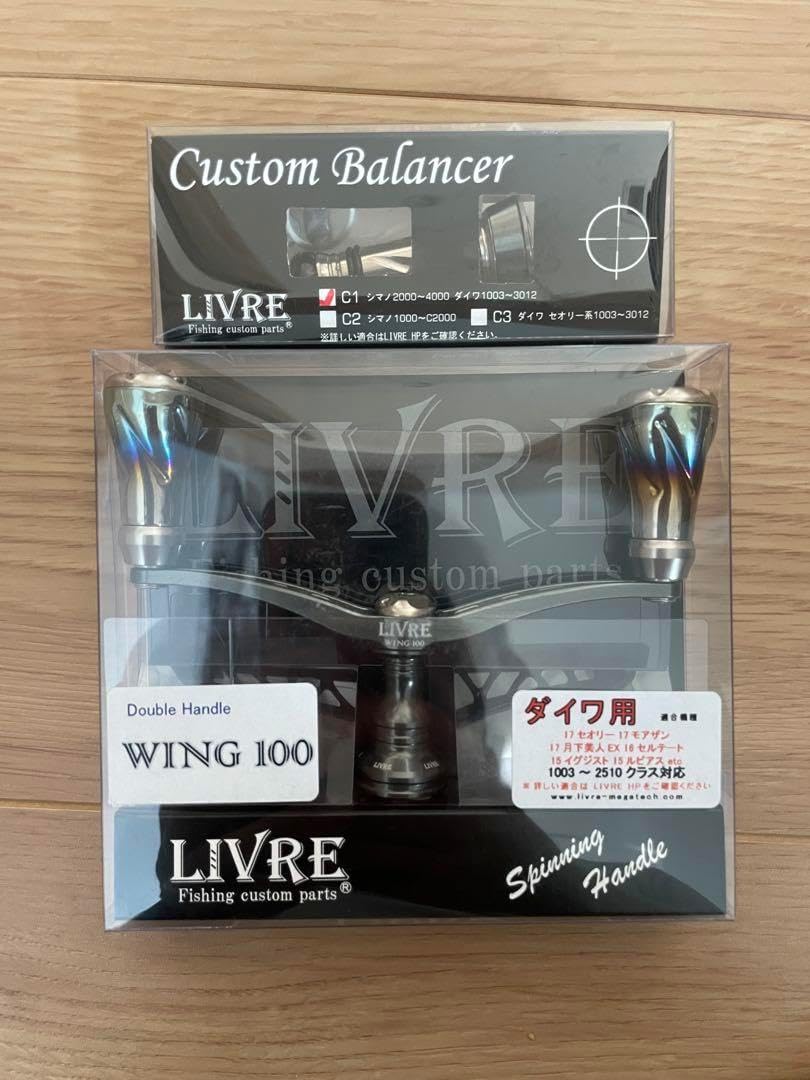 Custom Balancer
LIVRE
Fishing custom parts®
C1 シマノ2000~4000 ダイワ1003~3012
C2 シマノ1000~C2000 C3 ダイワ セオリー系1003~3012
※詳しい適合はLIVRE HPをご確認ください。
LIVRE
Fishing custom parts
LIVRE
WING 100
Double Handle
WING 100
ダイワ用 適合機種
17 セオリー 17 モアザン
17 月下美人 EX 16 セルテート
15 イグジスト 15 ルビアス etc
1003 ~ 2510 クラス対応
※ 詳しい適合は LIVRE HPをご確認ください
www.livre-megatech.com
LIVRE
Fishing custom parts®
Spinning
Handle